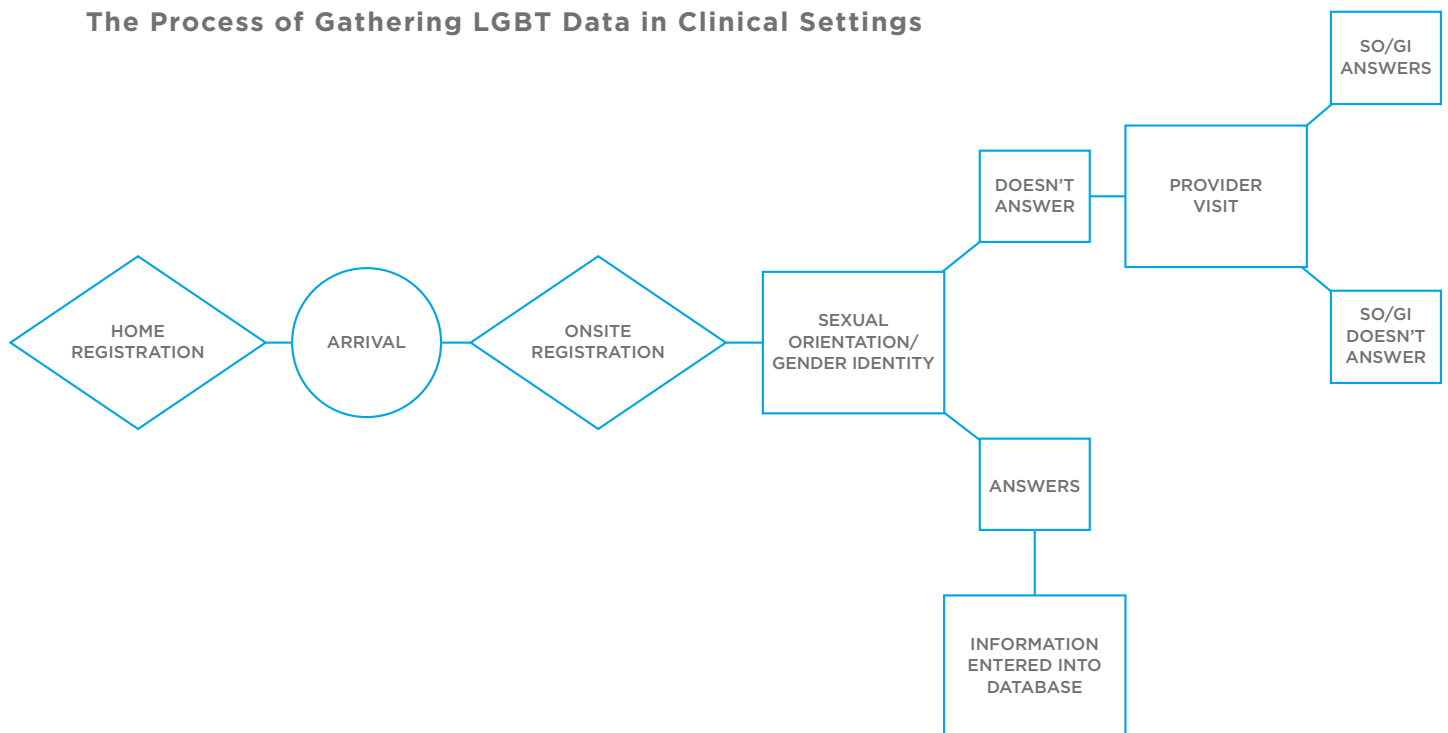 The Process of Gathering LGBT Data in Clinical Settings
HOME
REGISTRATION
ARRIVAL
ONSITE
REGISTRATION
SEXUAL
ORIENTATION/
GENDER IDENTITY
DOESN'T
ANSWER
PROVIDER
VISIT
SO/GI
ANSWERS
SO/GI
DOESN'T
ANSWER
ANSWERS
INFORMATION
ENTERED INTO
DATABASE